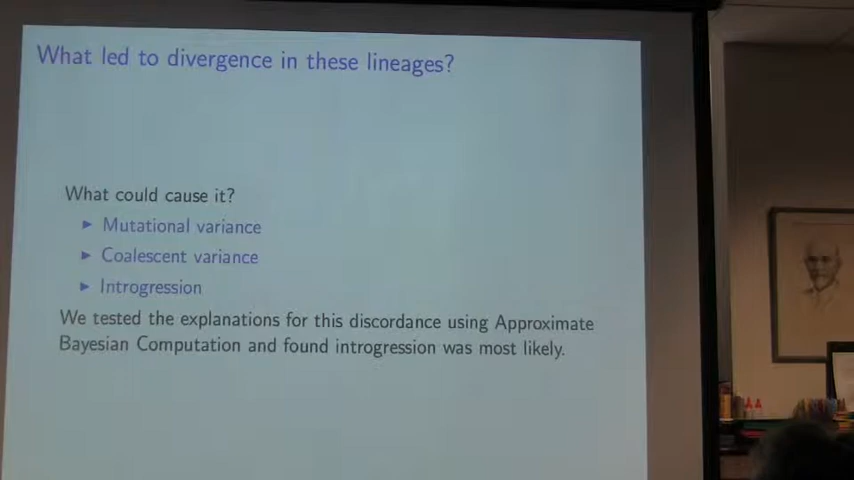 What led to divergence in these lineages?
What could cause it?
▶ Mutational variance
▶ Coalescent variance
▶ Introgression
We tested the explanations for this discordance using Approximate
Bayesian Computation and found introgression was most likely.